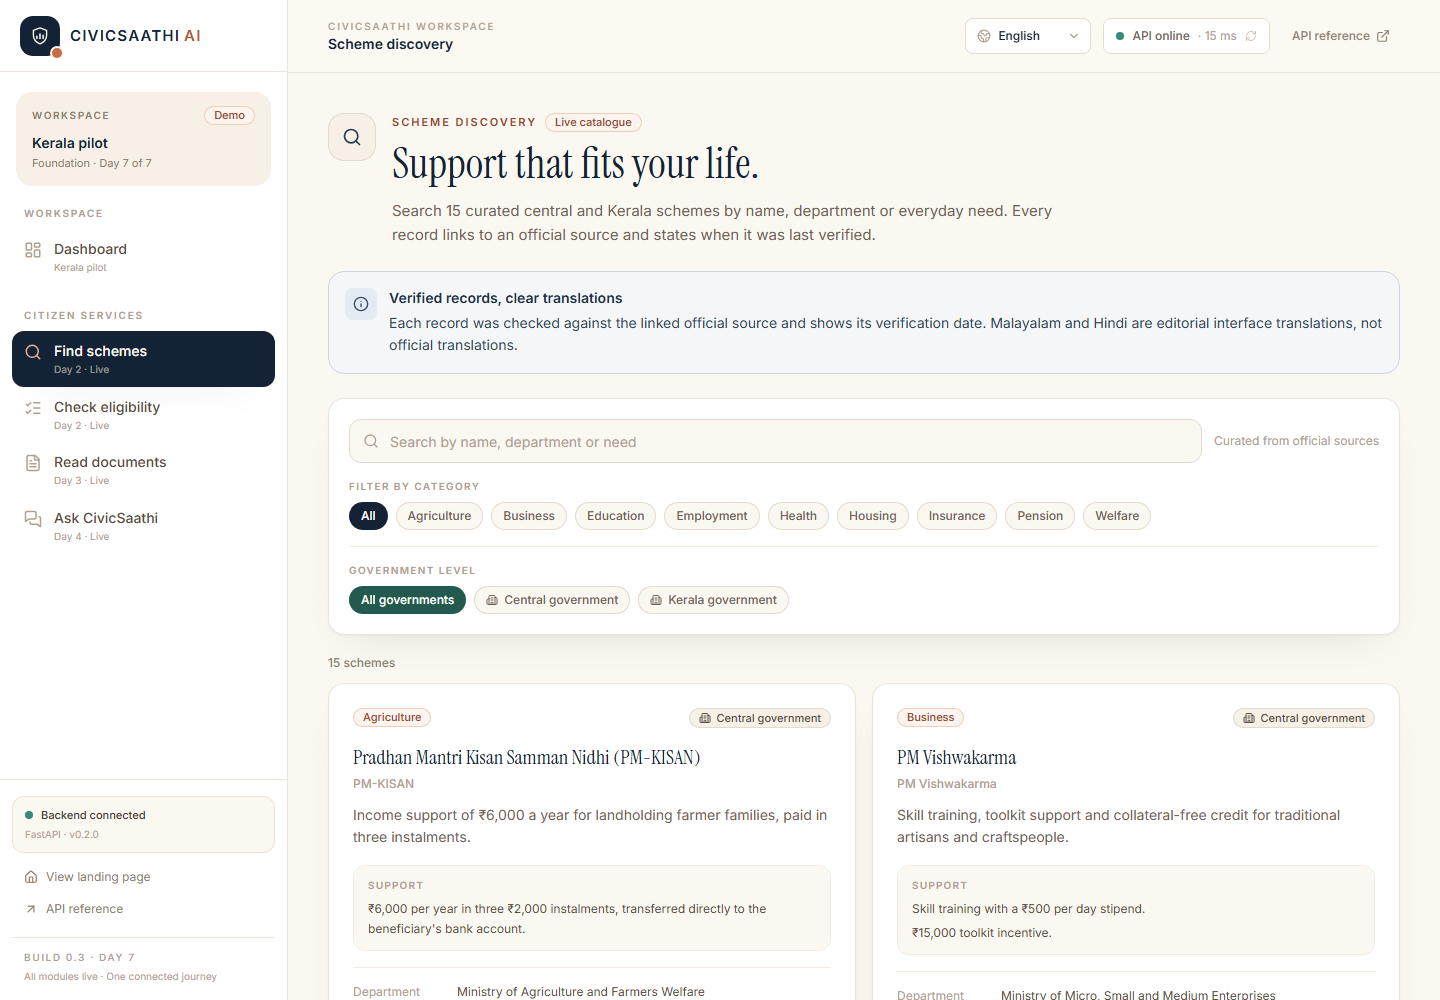 CIVICSAATHI AI
WORKSPACE
Demo
Kerala pilot
Foundation · Day 7 of 7
WORKSPACE
Dashboard
Kerala pilot
CITIZEN SERVICES
Find schemes
Day 2 · Live
Check eligibility
Day 2 · Live
Read documents
Day 3 · Live
Ask CivicSaathi
Day 4 · Live
Backend connected
FastAPI · v0.2.0
View landing page
API reference
BUILD 0.3 · DAY 7
All modules live · One connected journey
CIVICSAATHI WORKSPACE
Scheme discovery
English
API online · 15 ms
API reference
SCHEME DISCOVERY
Live catalogue
Support that fits your life.
Search 15 curated central and Kerala schemes by name, department or everyday need. Every
record links to an official source and states when it was last verified.
Verified records, clear translations
Each record was checked against the linked official source and shows its verification date. Malayalam and Hindi are editorial interface translations, not
official translations.
Search by name, department or need
Curated from official sources
FILTER BY CATEGORY
All
Agriculture
Business
Education
Employment
Health
Housing
Insurance
Pension
Welfare
GOVERNMENT LEVEL
All governments
Central government
Kerala government
15 schemes
Agriculture
Central government
Pradhan Mantri Kisan Samman Nidhi (PM-KISAN)
PM-KISAN
Income support of ₹6,000 a year for landholding farmer families, paid in
three instalments.
SUPPORT
₹6,000 per year in three ₹2,000 instalments, transferred directly to the
beneficiary's bank account.
Department
Ministry of Agriculture and Farmers Welfare
Business
Central government
PM Vishwakarma
PM Vishwakarma
Skill training, toolkit support and collateral-free credit for traditional
artisans and craftspeople.
SUPPORT
Skill training with a ₹500 per day stipend.
₹15,000 toolkit incentive.
Department
Ministry of Micro, Small and Medium Enterprises